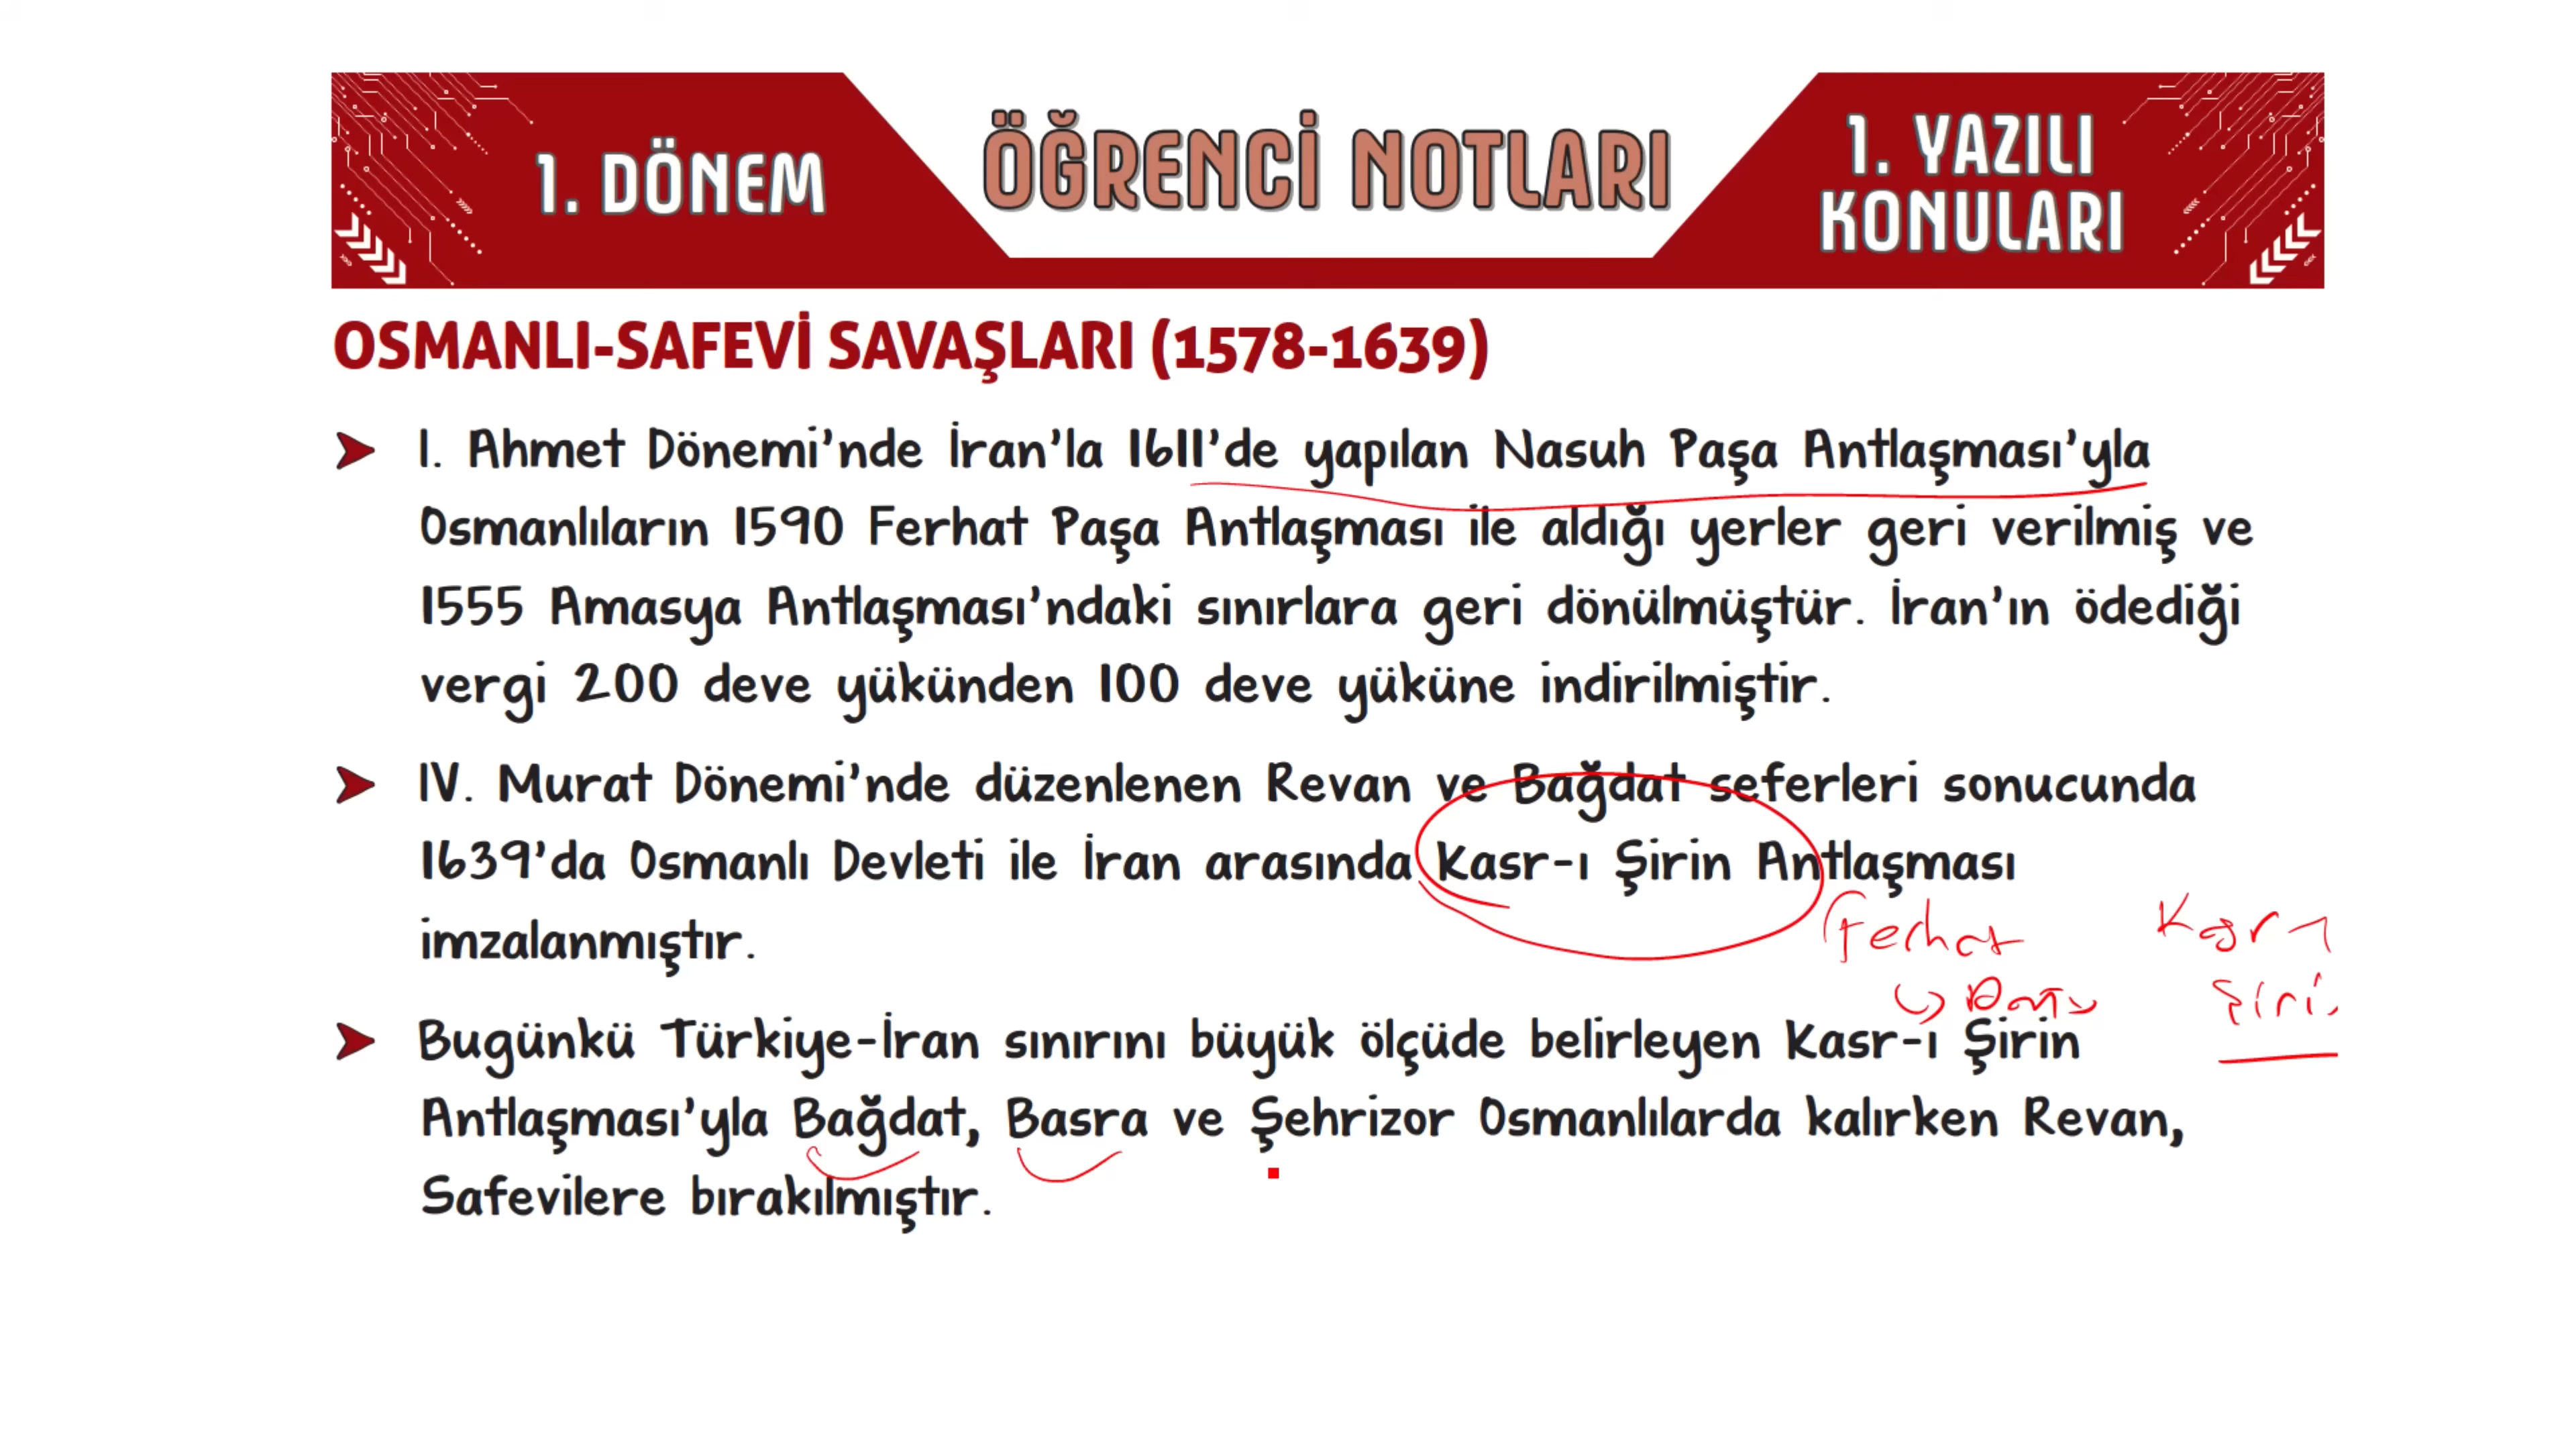 1. DÖNEM
ÖĞRENCİ NOTLARI
1. YAZILI
KONULARI
OSMANLI-SAFEVİ SAVAŞLARI (1578-1639)
➤ I. Ahmet Dönemi'nde İran'la 1611'de yapılan Nasuh Paşa Antlaşması'yla
Osmanlıların 1590 Ferhat Paşa Antlaşması ile aldığı yerler geri verilmiş ve
1555 Amasya Antlaşması'ndaki sınırlara geri dönülmüştür. İran'ın ödediği
vergi 200 deve yükünden 100 deve yüküne indirilmiştir.
➤ IV. Murat Dönemi'nde düzenlenen Revan ve Bağdat seferleri sonucunda
1639'da Osmanlı Devleti ile İran arasında Kasr-ı Şirin Antlaşması
imzalanmıştır.
Ferhat
Kasr ı
Şiri
➤ Bugünkü Türkiye-İran sınırını büyük ölçüde belirleyen Kasr-ı Şirin
Antlaşması'yla Bağdat, Basra ve Şehrizor Osmanlılarda kalırken Revan,
Safevilere bırakılmıştır.